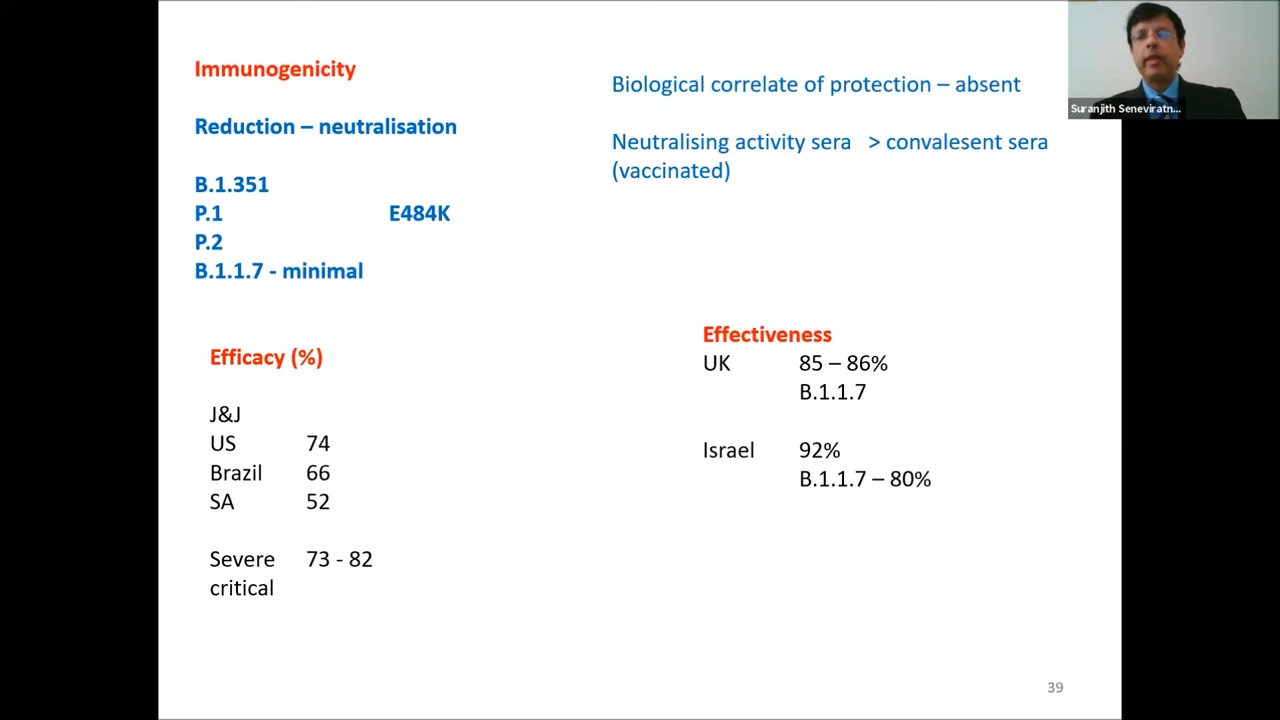 Immunogenicity
Reduction – neutralisation
B.1.351
P.1 E484K
P.2
B.1.1.7 - minimal
Biological correlate of protection – absent
Neutralising activity sera > convalesent sera
(vaccinated)
Efficacy (%)
J&J
US 74
Brazil 66
SA 52
Severe 73 - 82
critical
Effectiveness
UK 85 – 86%
B.1.1.7
Israel 92%
B.1.1.7 – 80%
39
Suranjith Seneviratn...